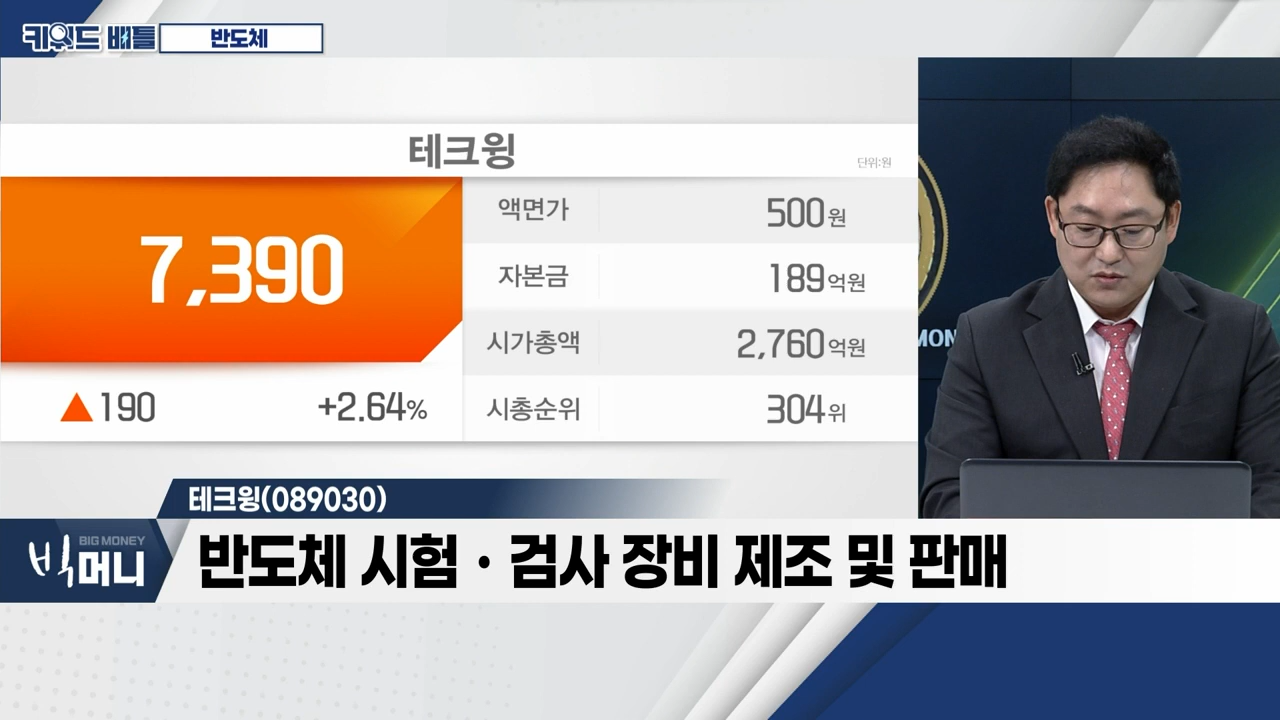 키워드 배틀
반도체
테크윙
단위:원
7,390
▲190 +2.64%
액면가 500원
자본금 189억원
시가총액 2,760억원
시총순위 304위
MON
테크윙(089030)
BIG MONEY
빅머니
반도체 시험·검사 장비 제조 및 판매